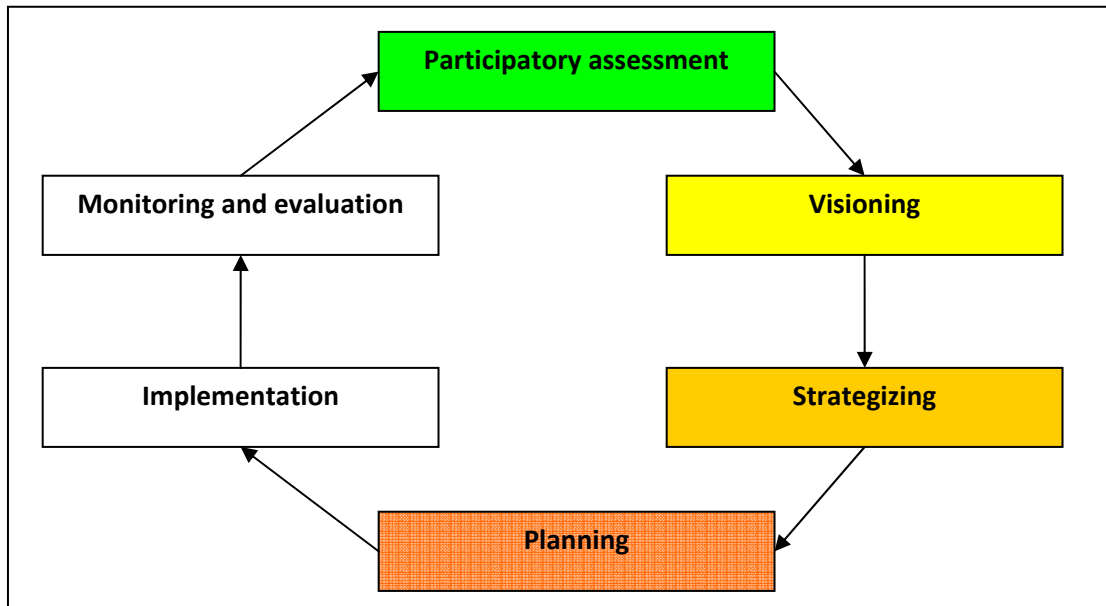 Participatory assessment
Monitoring and evaluation
Visioning
Implementation
Strategizing
Planning